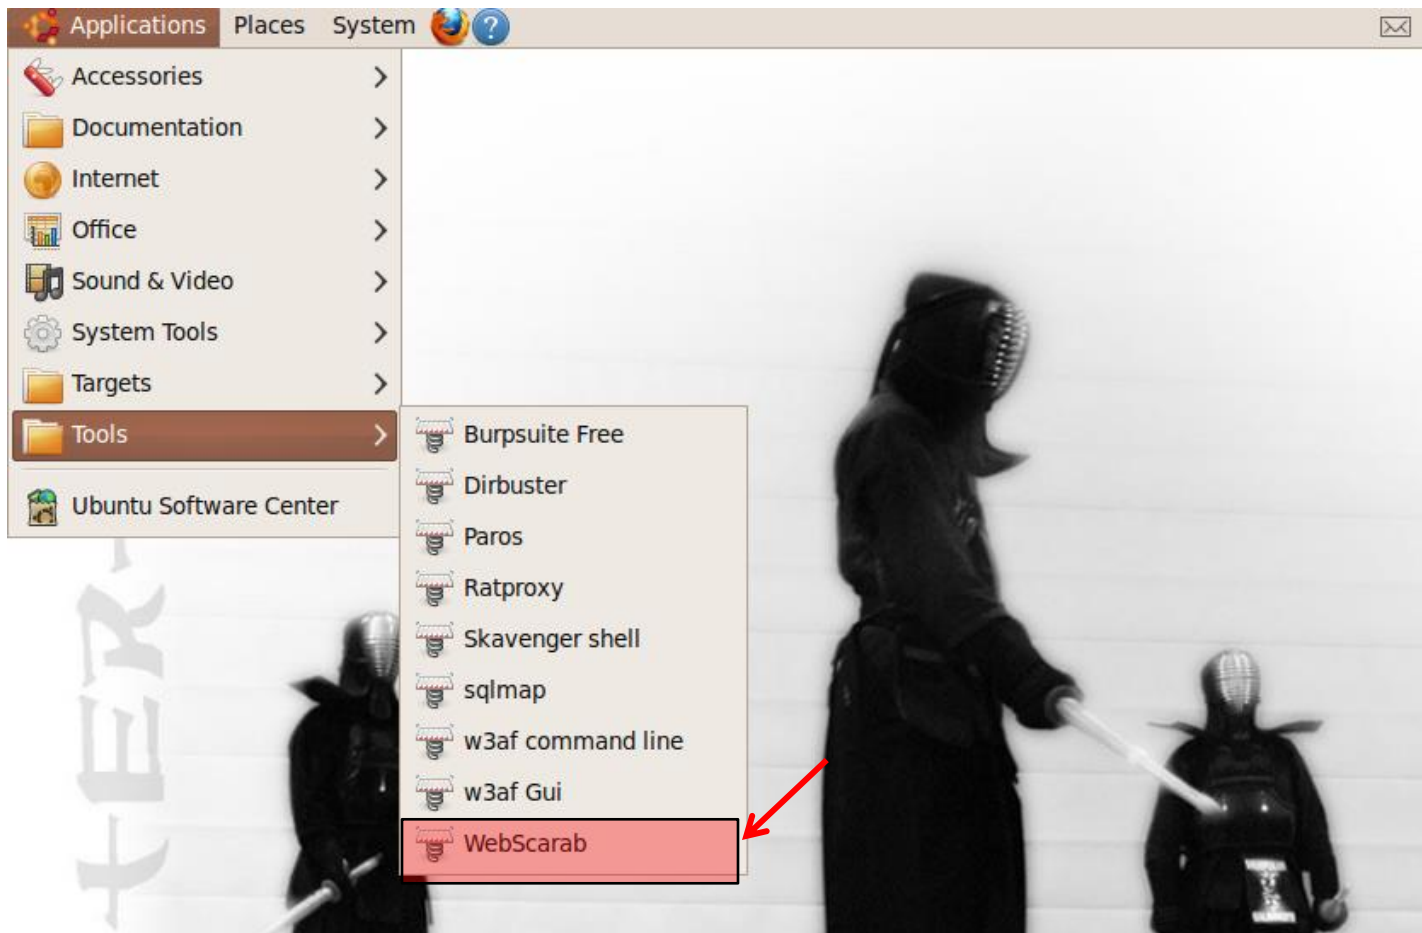 Applications Places System
Accessories
Documentation
Internet
Office
Sound & Video
System Tools
Targets
Tools
Ubuntu Software Center
Burpsuite Free
Dirbuster
Paros
Ratproxy
Skavenger shell
sqlmap
w3af command line
w3af Gui
WebScarab